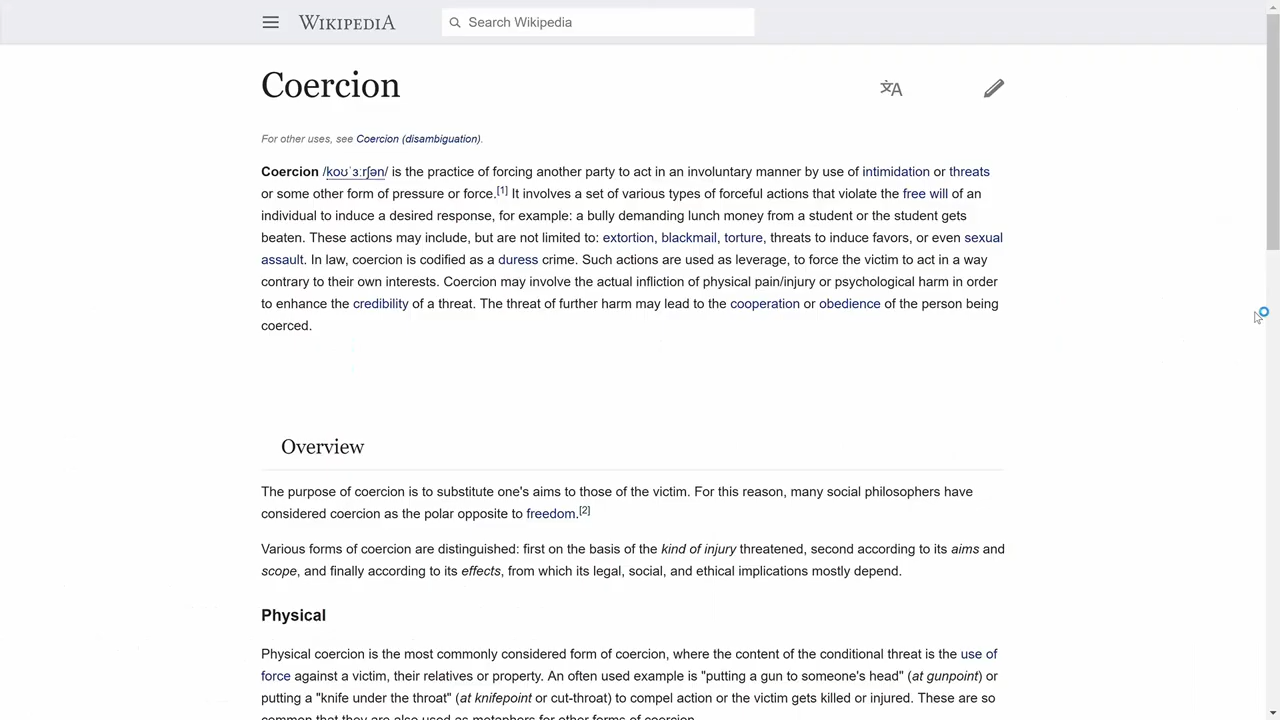 WIKIPEDIA
Search Wikipedia
Coercion
For other uses, see Coercion (disambiguation).
Coercion /koʊˈɜːrʃən/ is the practice of forcing another party to act in an involuntary manner by use of intimidation or threats
or some other form of pressure or force.[1] It involves a set of various types of forceful actions that violate the free will of an
individual to induce a desired response, for example: a bully demanding lunch money from a student or the student gets
beaten. These actions may include, but are not limited to: extortion, blackmail, torture, threats to induce favors, or even sexual
assault. In law, coercion is codified as a duress crime. Such actions are used as leverage, to force the victim to act in a way
contrary to their own interests. Coercion may involve the actual infliction of physical pain/injury or psychological harm in order
to enhance the credibility of a threat. The threat of further harm may lead to the cooperation or obedience of the person being
coerced.
Overview
The purpose of coercion is to substitute one's aims to those of the victim. For this reason, many social philosophers have
considered coercion as the polar opposite to freedom.[2]
Various forms of coercion are distinguished: first on the basis of the kind of injury threatened, second according to its aims and
scope, and finally according to its effects, from which its legal, social, and ethical implications mostly depend.
Physical
Physical coercion is the most commonly considered form of coercion, where the content of the conditional threat is the use of
force against a victim, their relatives or property. An often used example is "putting a gun to someone's head" (at gunpoint) or
putting a "knife under the throat" (at knifepoint or cut-throat) to compel action or the victim gets killed or injured. These are so
common that they are also used as metaphors for other forms of coercion.